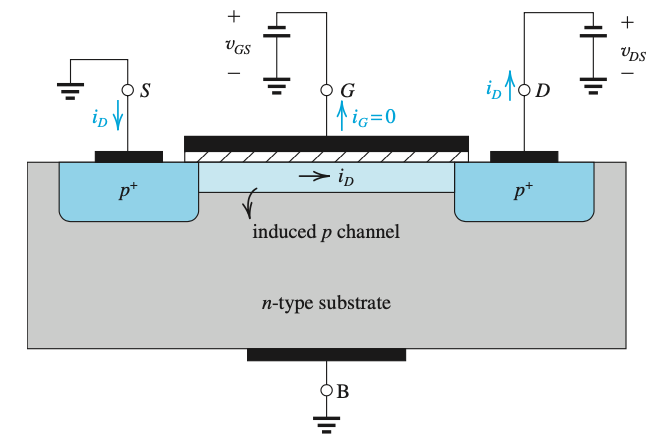 +
+
v_GS
v_DS
−
−
S
G
i_D
D
i_D
i_G=0
i_D
p⁺
p⁺
induced p channel
n-type substrate
B